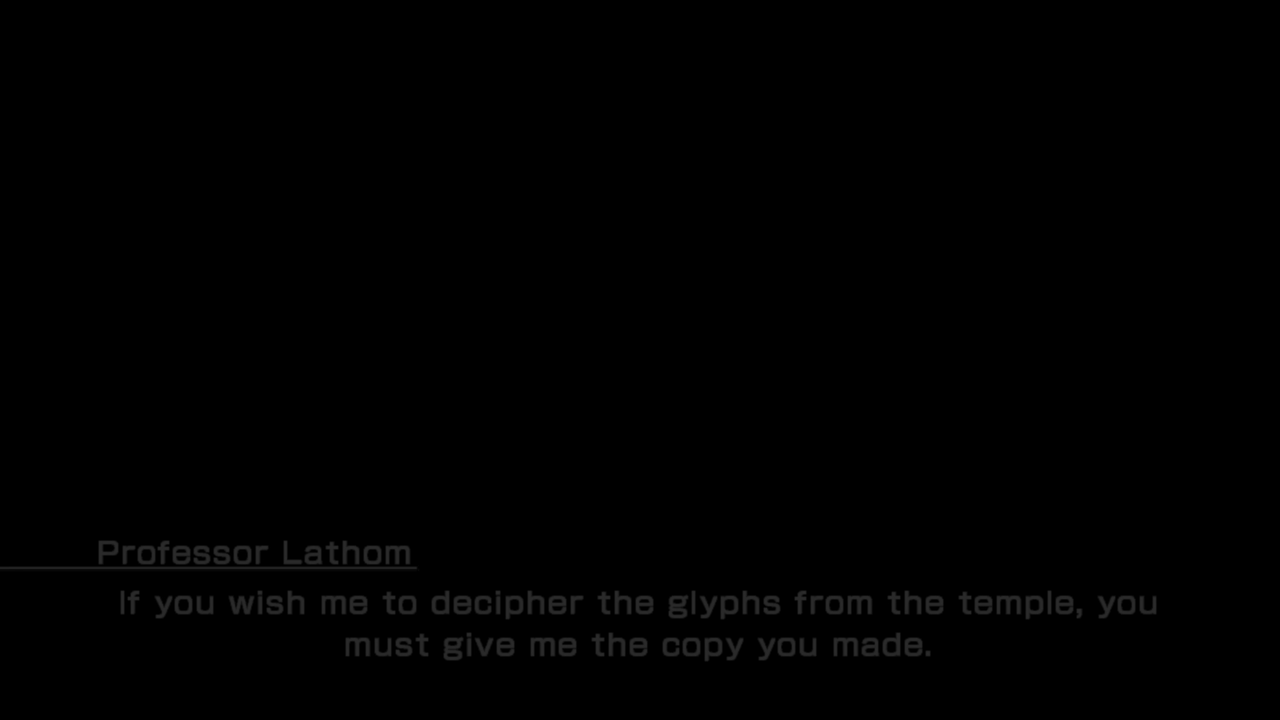 Professor Lathom
If you wish me to decipher the glyphs from the temple, you
must give me the copy you made.